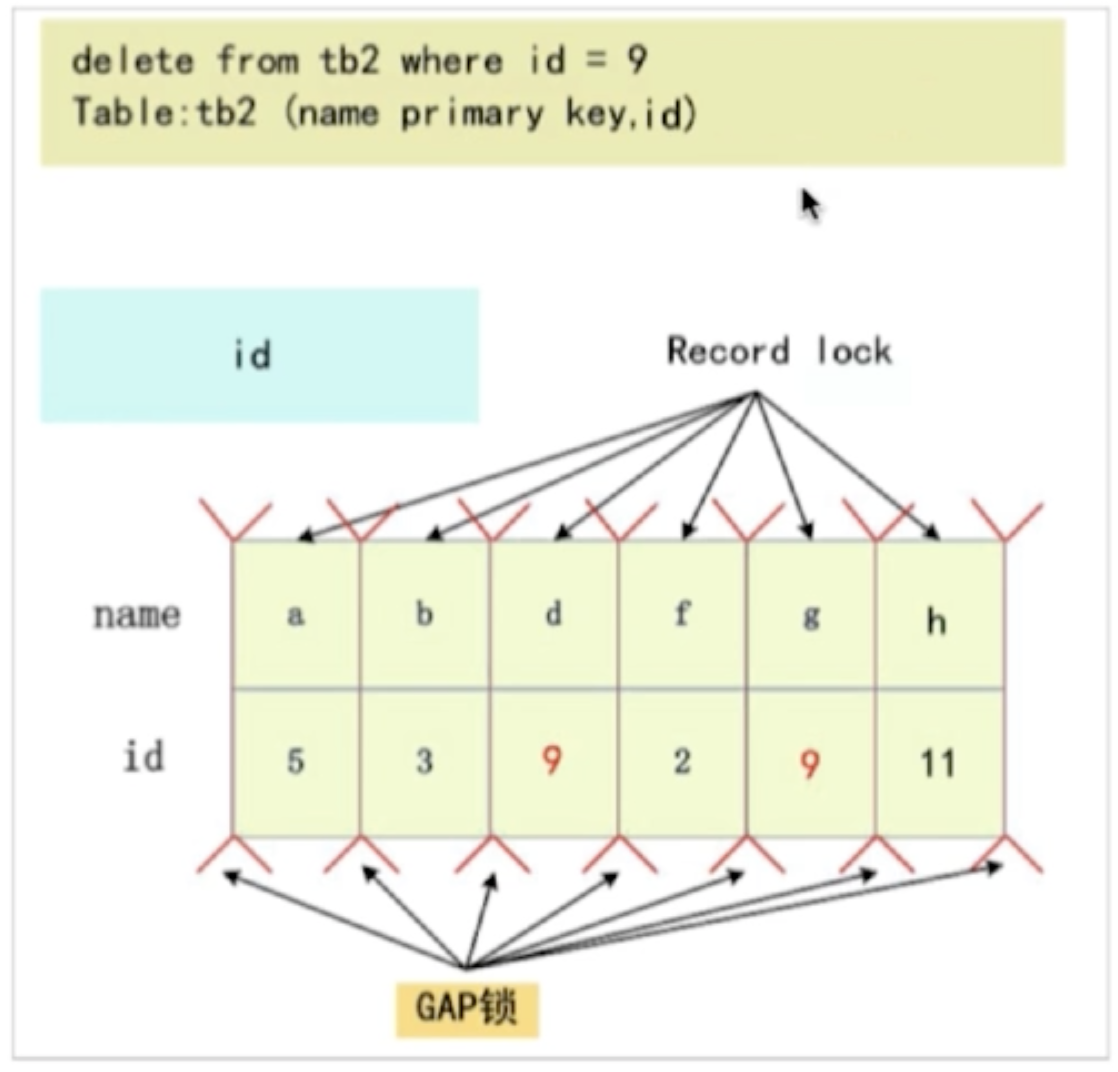 delete from tb2 where id = 9
Table:tb2 (name primary key,id)
id
Record lock
name a b d f g h
id 5 3 9 2 9 11
GAP锁